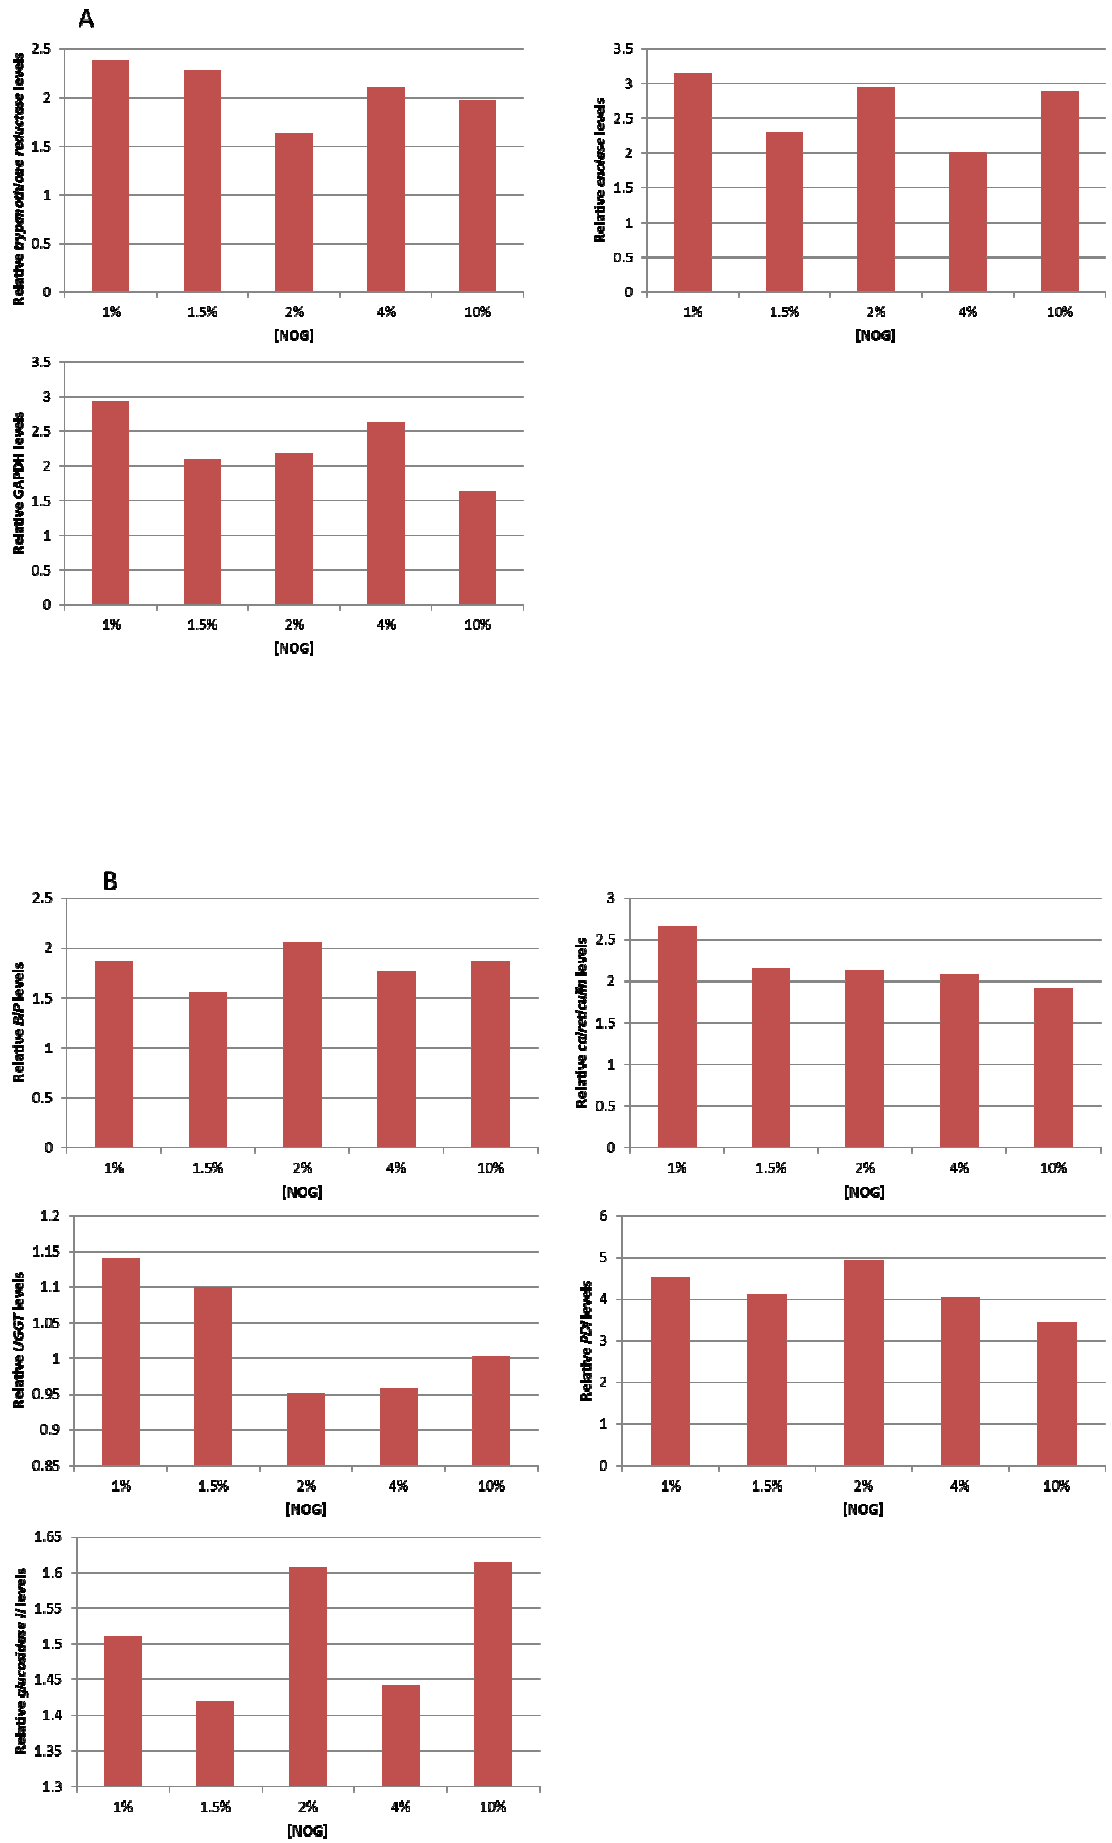 A
Relative trypanothione reductase levels
2.5
2
1.5
1
0.5
0
1% 1.5% 2% 4% 10%
[NOG]
Relative enolase levels
3.5
3
2.5
2
1.5
1
0.5
0
1% 1.5% 2% 4% 10%
[NOG]
Relative GAPDH levels
3.5
3
2.5
2
1.5
1
0.5
0
1% 1.5% 2% 4% 10%
[NOG]
B
Relative BiP levels
2.5
2
1.5
1
0.5
0
1% 1.5% 2% 4% 10%
[NOG]
Relative calreticulin levels
3
2.5
2
1.5
1
0.5
0
1% 1.5% 2% 4% 10%
[NOG]
Relative UGGT levels
1.2
1.15
1.1
1.05
1
0.95
0.9
0.85
1% 1.5% 2% 4% 10%
[NOG]
Relative PDI levels
6
5
4
3
2
1
0
1% 1.5% 2% 4% 10%
[NOG]
Relative glucosidase II levels
1.65
1.6
1.55
1.5
1.45
1.4
1.35
1.3
1% 1.5% 2% 4% 10%
[NOG]